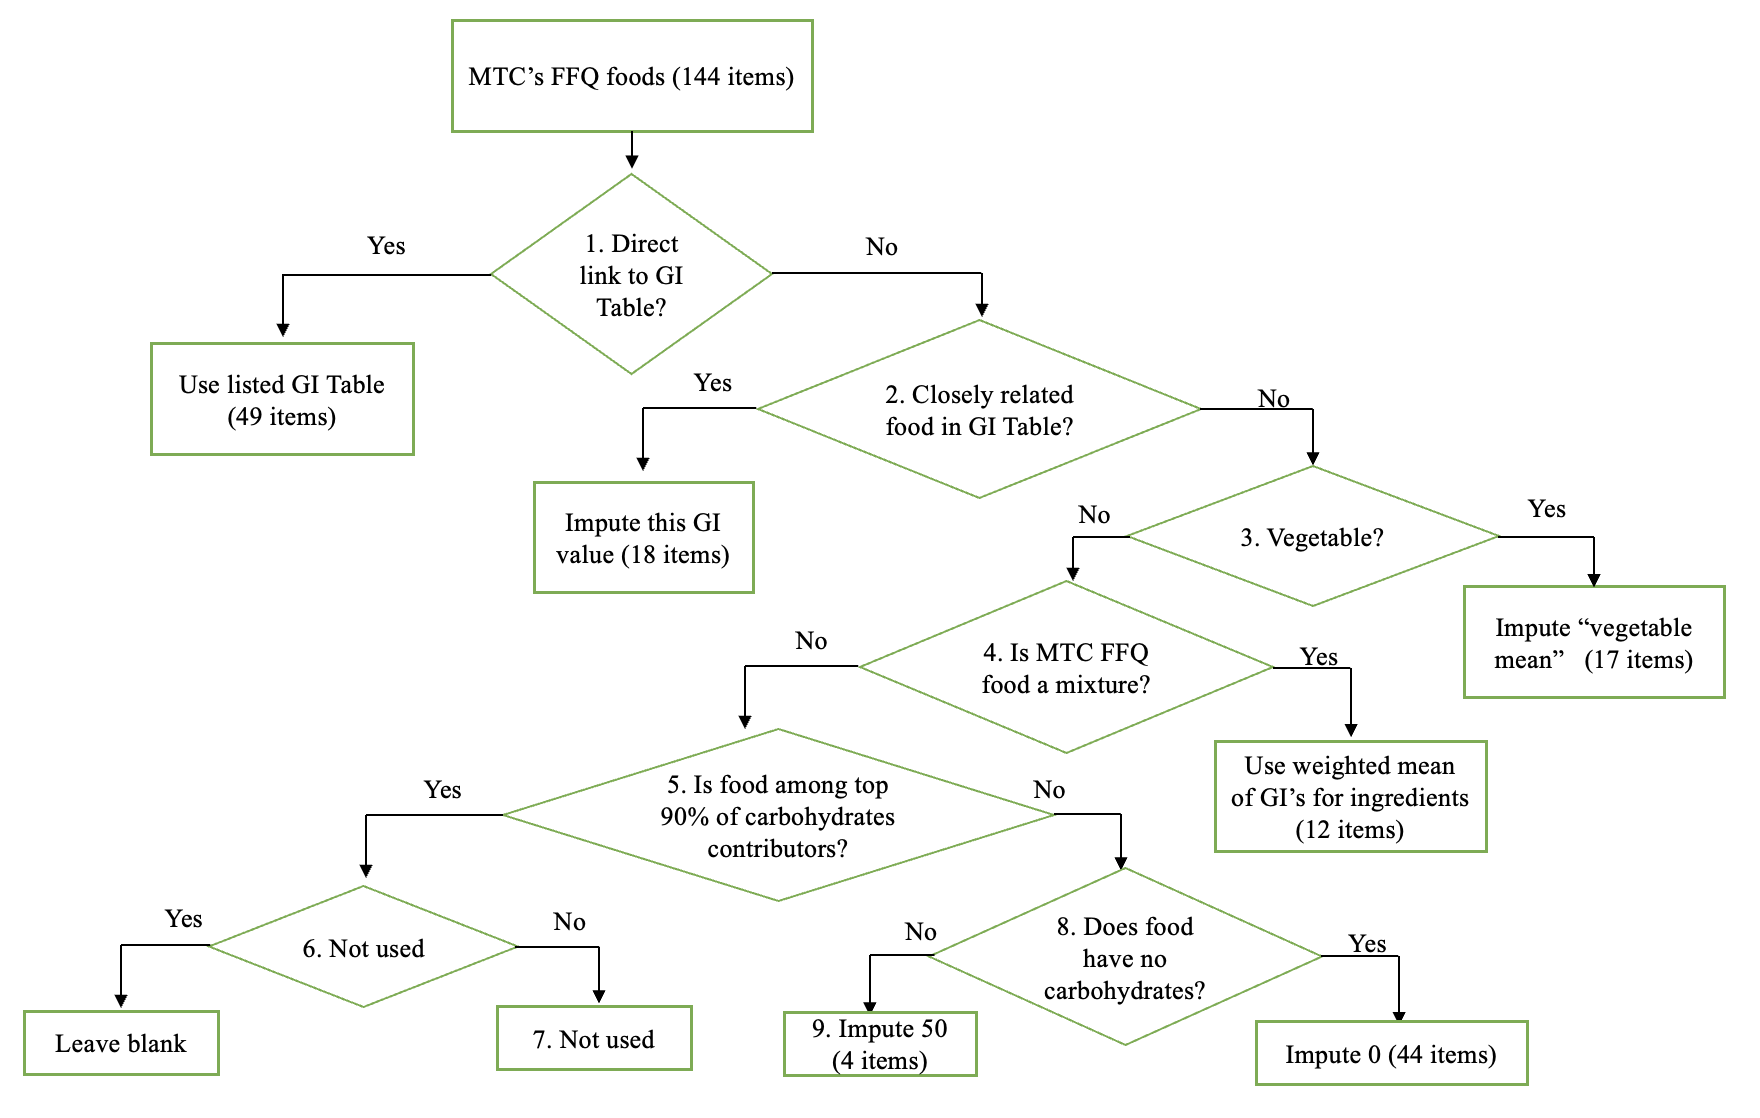 MTC’s FFQ foods (144 items)
Yes
No
1. Direct
link to GI
Table?
Use listed GI Table
(49 items)
Yes
No
2. Closely related
food in GI Table?
Impute this GI
value (18 items)
No
Yes
3. Vegetable?
Impute “vegetable
mean” (17 items)
No
Yes
4. Is MTC FFQ
food a mixture?
Use weighted mean
of GI’s for ingredients
(12 items)
Yes
No
5. Is food among top
90% of carbohydrates
contributors?
Yes
No
6. Not used
Leave blank
7. Not used
No
Yes
8. Does food
have no
carbohydrates?
9. Impute 50
(4 items)
Impute 0 (44 items)